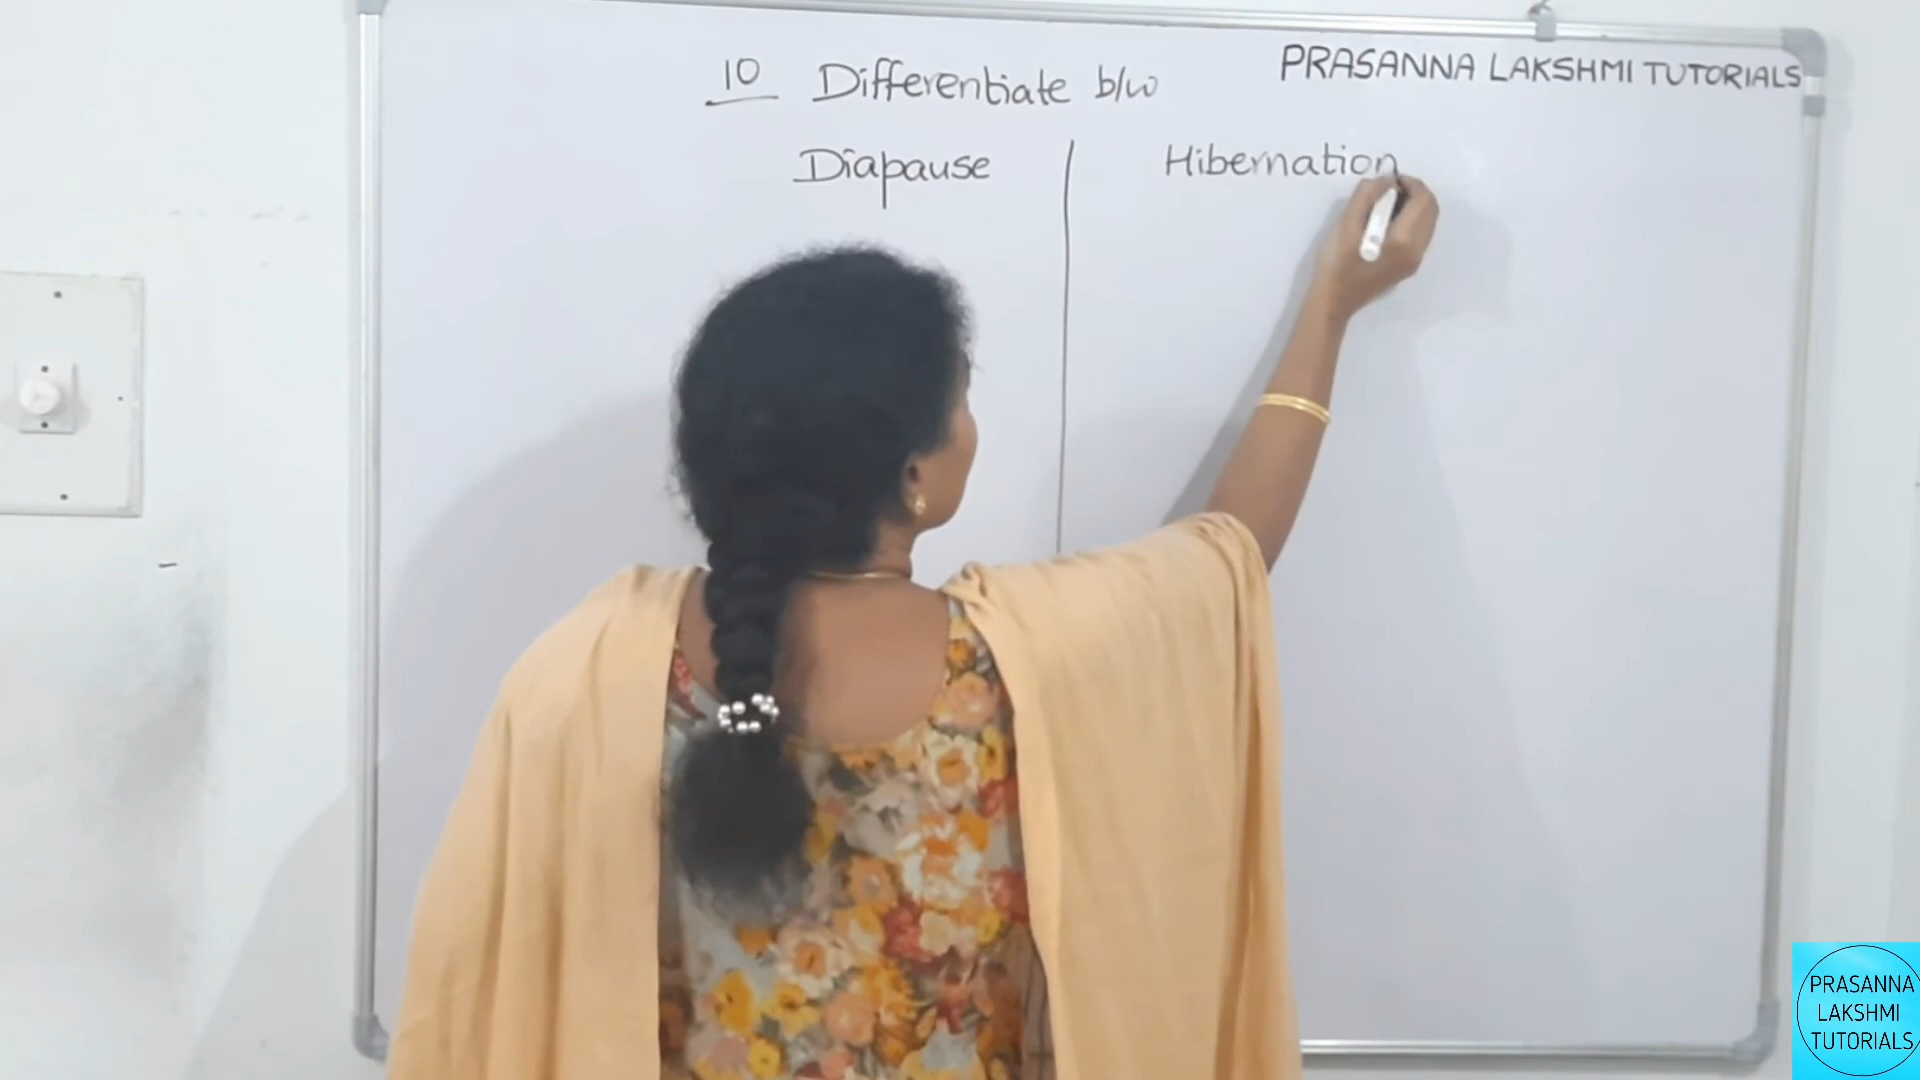 PRASANNA LAKSHMI TUTORIALS
10 Differentiate b/w
Diapause Hibernation
PRASANNA
LAKSHMI
TUTORIALS